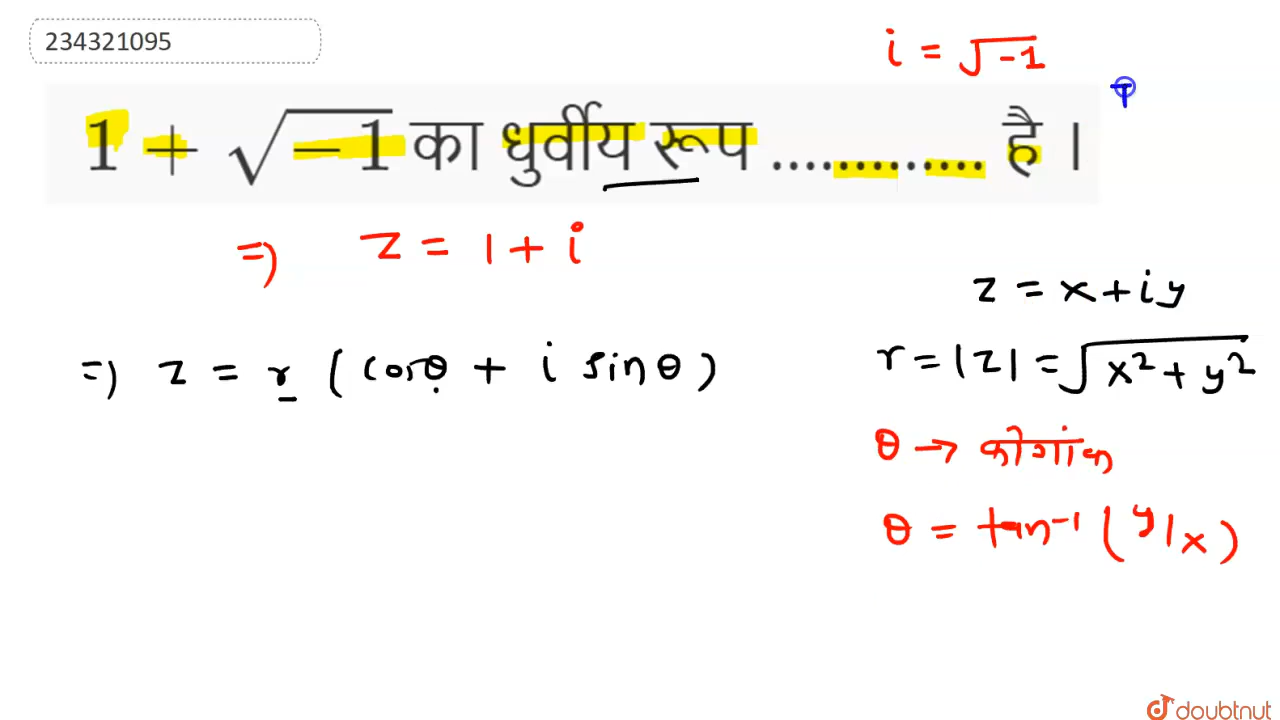 234321095
i = √-1
1 + √-1 का धुर्वीय रूप ............. है ।
⇒ z = 1 + i
z = x + iy
⇒ z = r ( cosθ + i sinθ )
r = |z| = √x² + y²
θ →
θ = tan⁻¹ ( y/x )
doubtnut